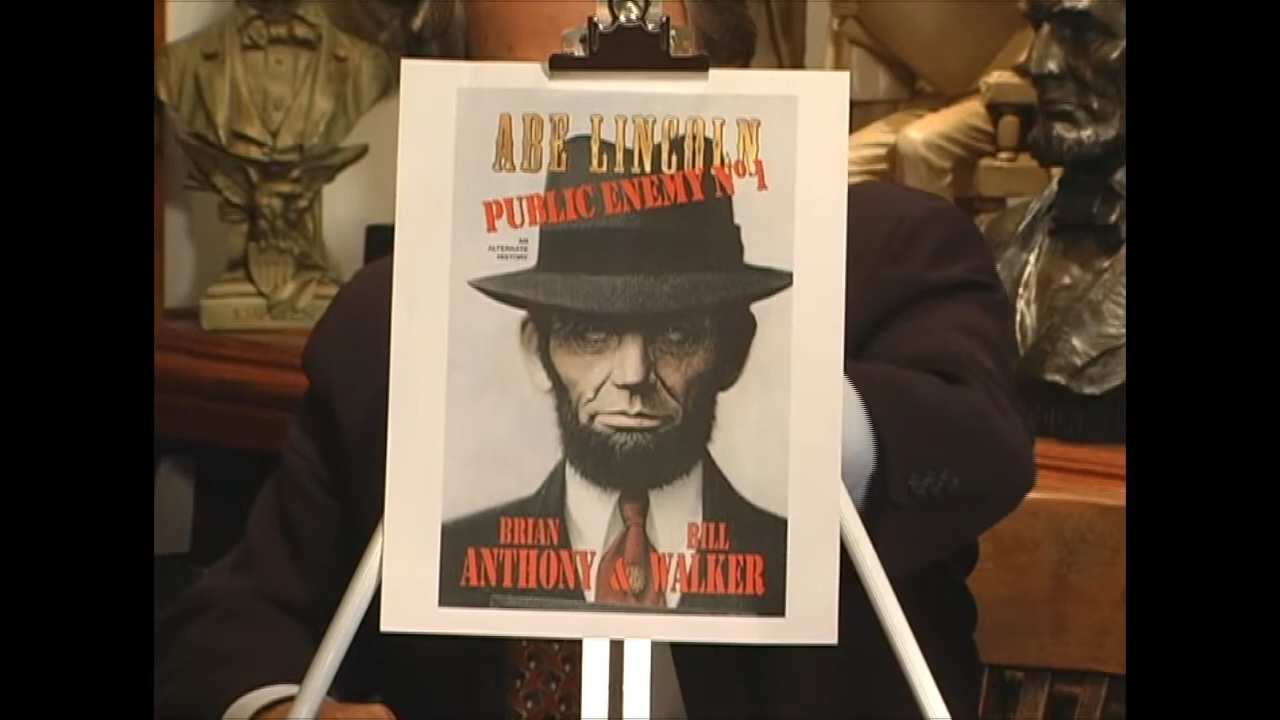 ABE LINCOLN
PUBLIC ENEMY Nº 1
AN
ALTERNATE
HISTORY
BRIAN BILL
ANTHONY & WALKER